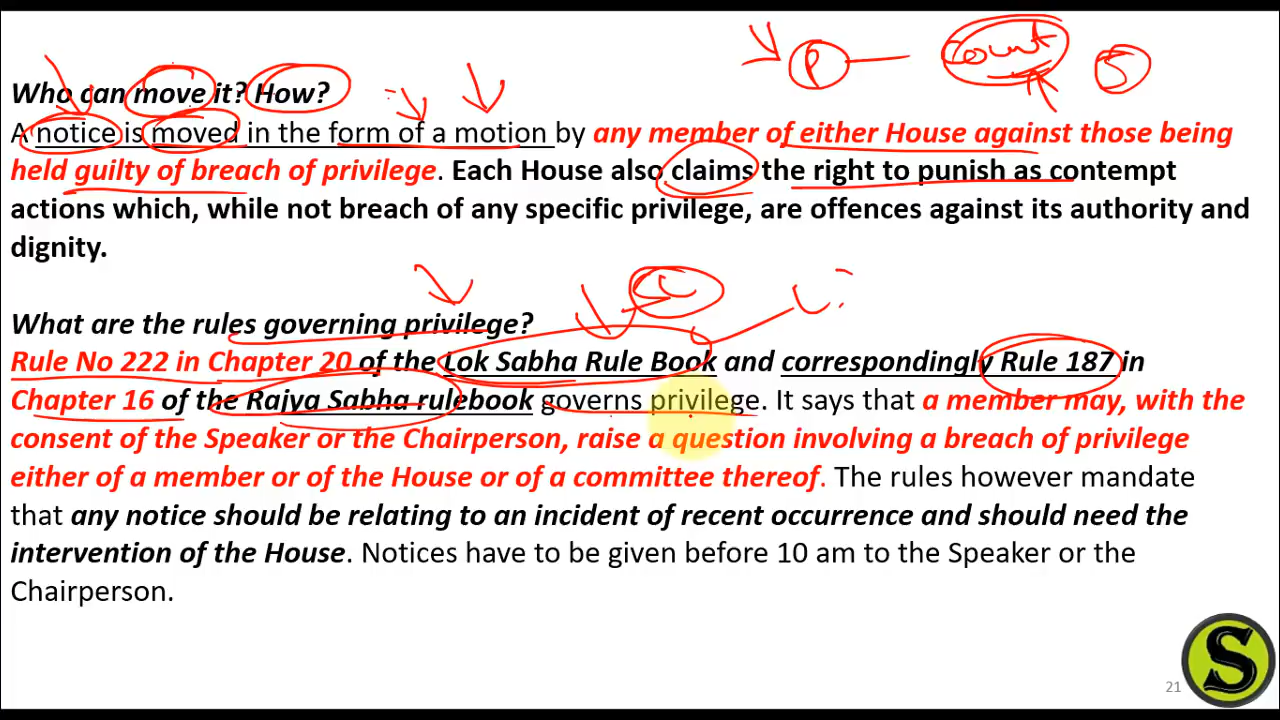 P
Count
5
Who can move it? How?
A notice is moved in the form of a motion by any member of either House against those being
held guilty of breach of privilege. Each House also claims the right to punish as contempt
actions which, while not breach of any specific privilege, are offences against its authority and
dignity.
What are the rules governing privilege?
Rule No 222 in Chapter 20 of the Lok Sabha Rule Book and correspondingly Rule 187 in
Chapter 16 of the Rajya Sabha rulebook governs privilege. It says that a member may, with the
consent of the Speaker or the Chairperson, raise a question involving a breach of privilege
either of a member or of the House or of a committee thereof. The rules however mandate
that any notice should be relating to an incident of recent occurrence and should need the
intervention of the House. Notices have to be given before 10 am to the Speaker or the
Chairperson.
S
21